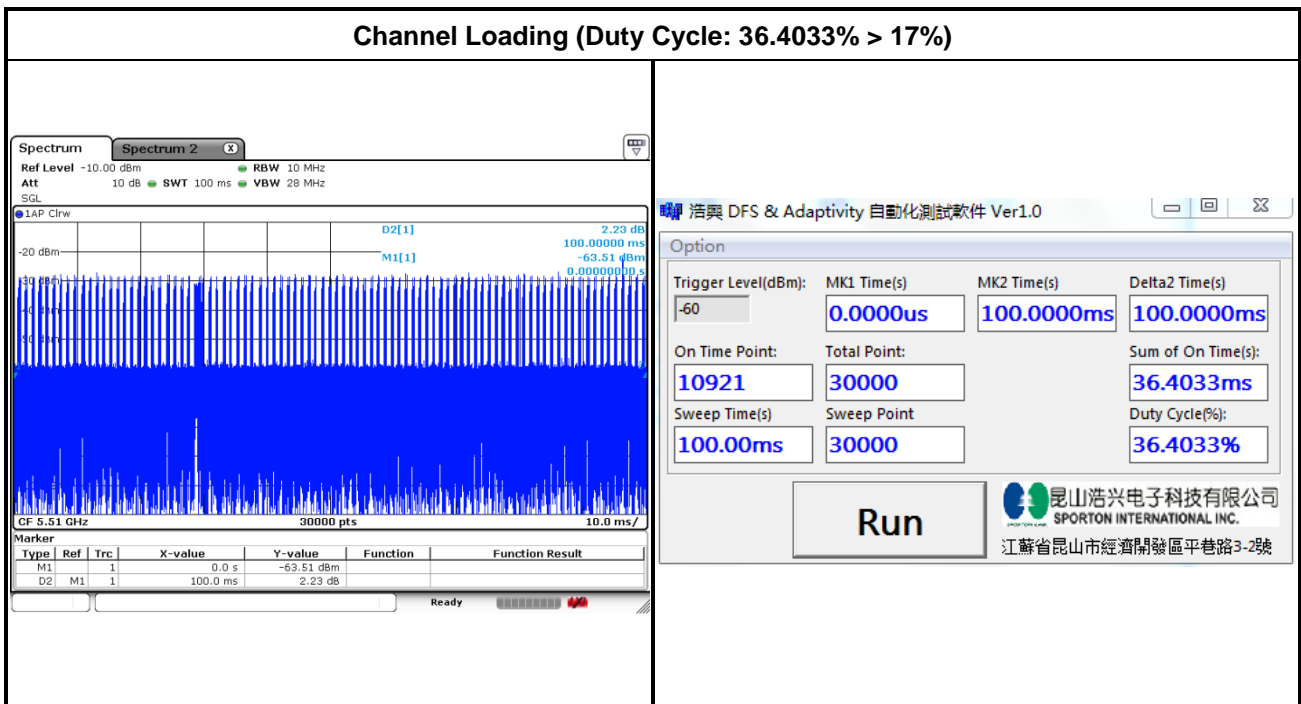 Channel Loading (Duty Cycle: 36.4033% > 17%)
Spectrum Spectrum 2 X
Ref Level -10.00 dBm RBW 10 MHz
Att 10 dB SWT 100 ms VBW 28 MHz
SGL
1AP Clrw
D2[1] 2.23 dB
100.00000 ms
-20 dBm
M1[1] -63.51 dBm
0.00000000 s
-30 dBm
-40 dBm
-50 dBm
CF 5.51 GHz 30000 pts 10.0 ms/
Marker
Type Ref Trc X-value Y-value Function Function Result
M1 1 0.0 s -63.51 dBm
D2 M1 1 100.0 ms 2.23 dB
Ready
浩興 DFS & Adaptivity 自動化測試軟件 Ver1.0
Option
Trigger Level(dBm): MK1 Time(s) MK2 Time(s) Delta2 Time(s)
-60 0.0000us 100.0000ms 100.0000ms
On Time Point: Total Point: Sum of On Time(s):
10921 30000 36.4033ms
Sweep Time(s) Sweep Point Duty Cycle(%):
100.00ms 30000 36.4033%
Run
昆山浩兴电子科技有限公司
SPORTON INTERNATIONAL INC.
江蘇省昆山市經濟開發區平巷路3-2號